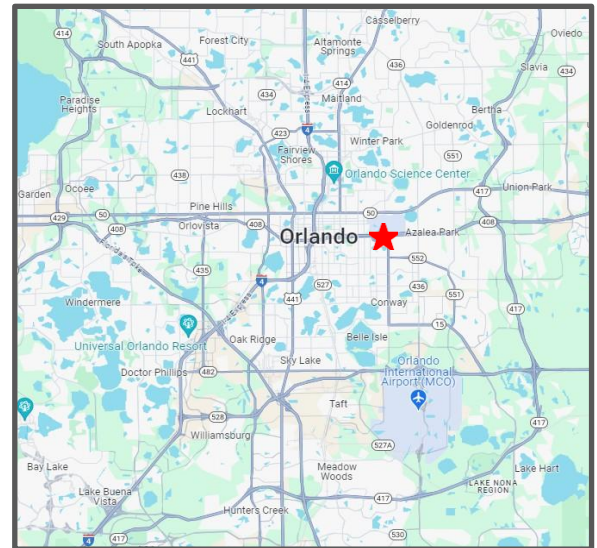 Casselberry
414
Oviedo
South Apopka
Forest City
Altamonte
Springs
441
436
Slavia
434
414
Paradise
Heights
434
Maitland
Lockhart
Bertha
Goldenrod
423
4
Winter Park
Fairview
Shores
551
Orlando Science Center
438
417
Union Park
Garden
Ocoee
Pine Hills
429
50
408
Orlovista
408
50
408
Orlando
Azalea Park
552
435
4
527
436
551
441
Windermere
Conway
417
15
Universal Orlando Resort
Oak Ridge
Belle Isle
Sky Lake
Doctor Phillips
482
Orlando
International
Airport (MCO)
528
Taft
Williamsburg
417
527A
Bay Lake
Meadow
Woods
Lake Hart
LAKE NONA
REGION
Lake Buena
Vista
417
Hunters Creek
530
4
417